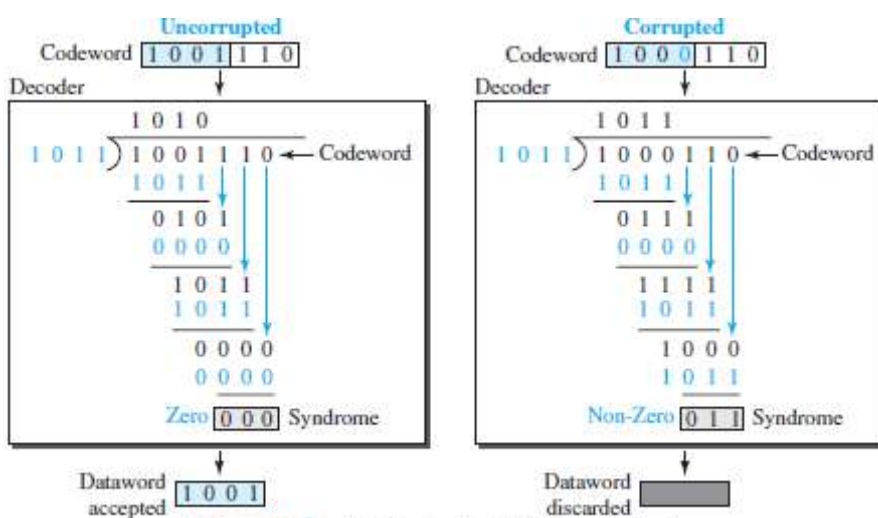 Uncorrupted
Codeword 1 0 0 1 1 1 0
Decoder
1 0 1 0
1 0 1 1 ) 1 0 0 1 1 1 0 ← Codeword
1 0 1 1
0 1 0 1
0 0 0 0
1 0 1 1
1 0 1 1
0 0 0 0
0 0 0 0
Zero 0 0 0 Syndrome
Dataword
accepted 1 0 0 1
Corrupted
Codeword 1 0 0 0 1 1 0
Decoder
1 0 1 1
1 0 1 1 ) 1 0 0 0 1 1 0 ← Codeword
1 0 1 1
0 1 1 1
0 0 0 0
1 1 1 1
1 0 1 1
1 0 0 0
1 0 1 1
Non-Zero 0 1 1 Syndrome
Dataword
discarded